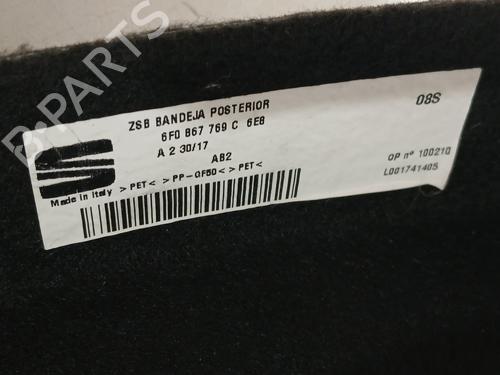 ZSB BANDEJA POSTERIOR
6F0 867 769 C 6E8
A 2 30/17
AB2
08S
Made in Italy >PET< >PP-GF50< >PET<
OP nº 100210
L001741405
B-PARTS